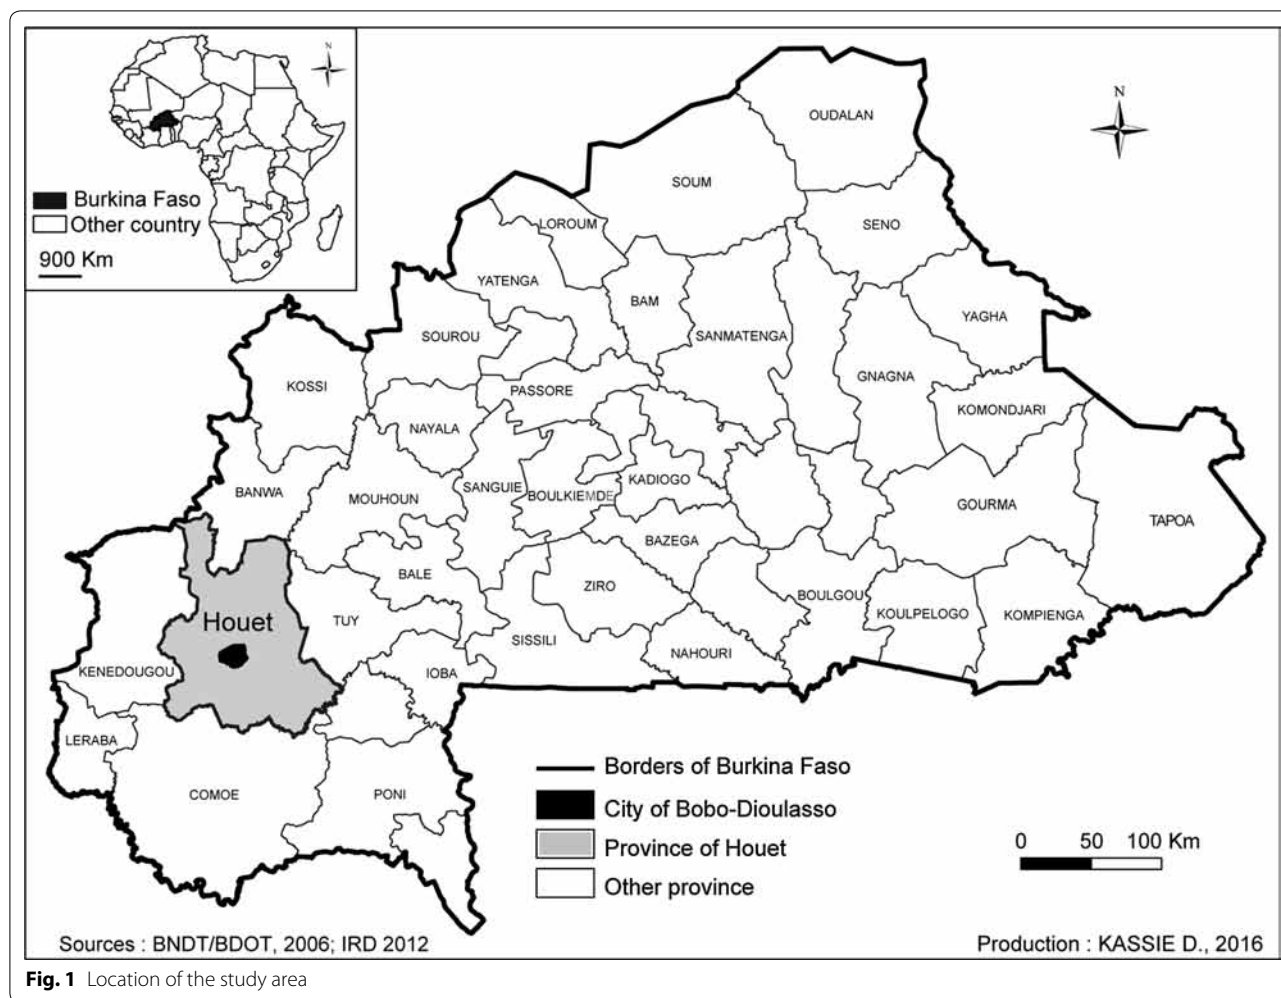 N
Burkina Faso
Other country
900 Km
N
OUDALAN
SOUM
SENO
LOROUM
YATENGA
BAM
YAGHA
SOUROU
SANMATENGA
KOSSI
GNAGNA
PASSORE
KOMONDJARI
NAYALA
BANWA
MOUHOUN
SANGUIE
BOULKIEMDE
KADIOGO
GOURMA
TAPOA
BAZEGA
BALE
ZIRO
BOULGOU
KOULPELOGO
KOMPIENGA
Houet
TUY
SISSILI
NAHOURI
KENEDOUGOU
IOBA
LERABA
COMOE
PONI
Borders of Burkina Faso
City of Bobo-Dioulasso
Province of Houet
Other province
0 50 100 Km
Sources : BNDT/BDOT, 2006; IRD 2012
Production : KASSIE D., 2016
Fig. 1 Location of the study area